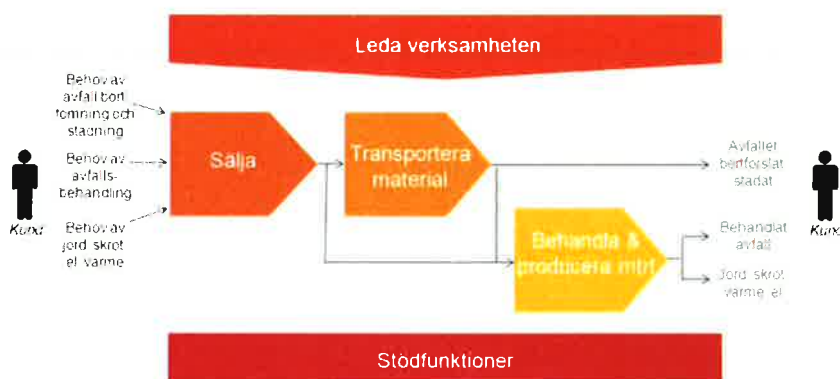 Leda verksamheten
Behov av
avfall bort
tömning och
städning
Behov av
avfalls-
behandling
Behov av
jord skrot
el värme
Kund
Sälja
Transportera
material
Behandla &
producera mtrl
Avfallet
bortforslat
städat
Behandlat
avfall
Jord skrot
värme el
Kund
Stödfunktioner